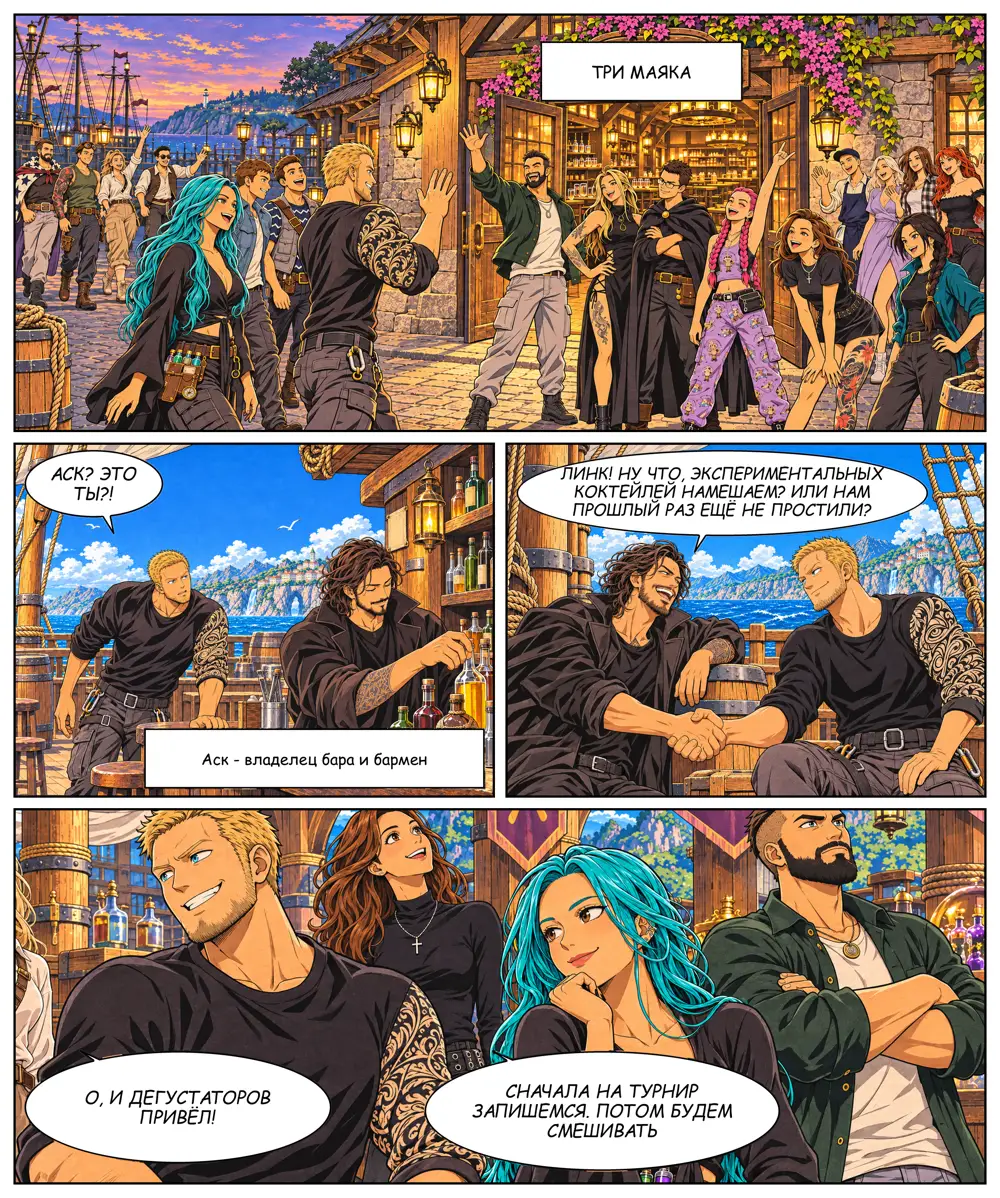 ТРИ МАЯКА
АСК? ЭТО
ТЫ?!
Аск - владелец бара и бармен
ЛИНК! НУ ЧТО, ЭКСПЕРИМЕНТАЛЬНЫХ
КОКТЕЙЛЕЙ НАМЕШАЕМ? ИЛИ НАМ
ПРОШЛЫЙ РАЗ ЕЩЁ НЕ ПРОСТИЛИ?
О, И ДЕГУСТАТОРОВ
ПРИВЁЛ!
СНАЧАЛА НА ТУРНИР
ЗАПИШЕМСЯ. ПОТОМ БУДЕМ
СМЕШИВАТЬ